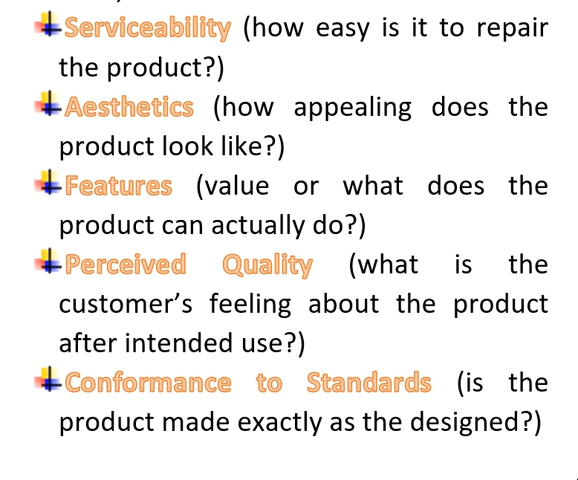 Serviceability (how easy is it to repair
the product?)
Aesthetics (how appealing does the
product look like?)
Features (value or what does the
product can actually do?)
Perceived Quality (what is the
customer’s feeling about the product
after intended use?)
Conformance to Standards (is the
product made exactly as the designed?)